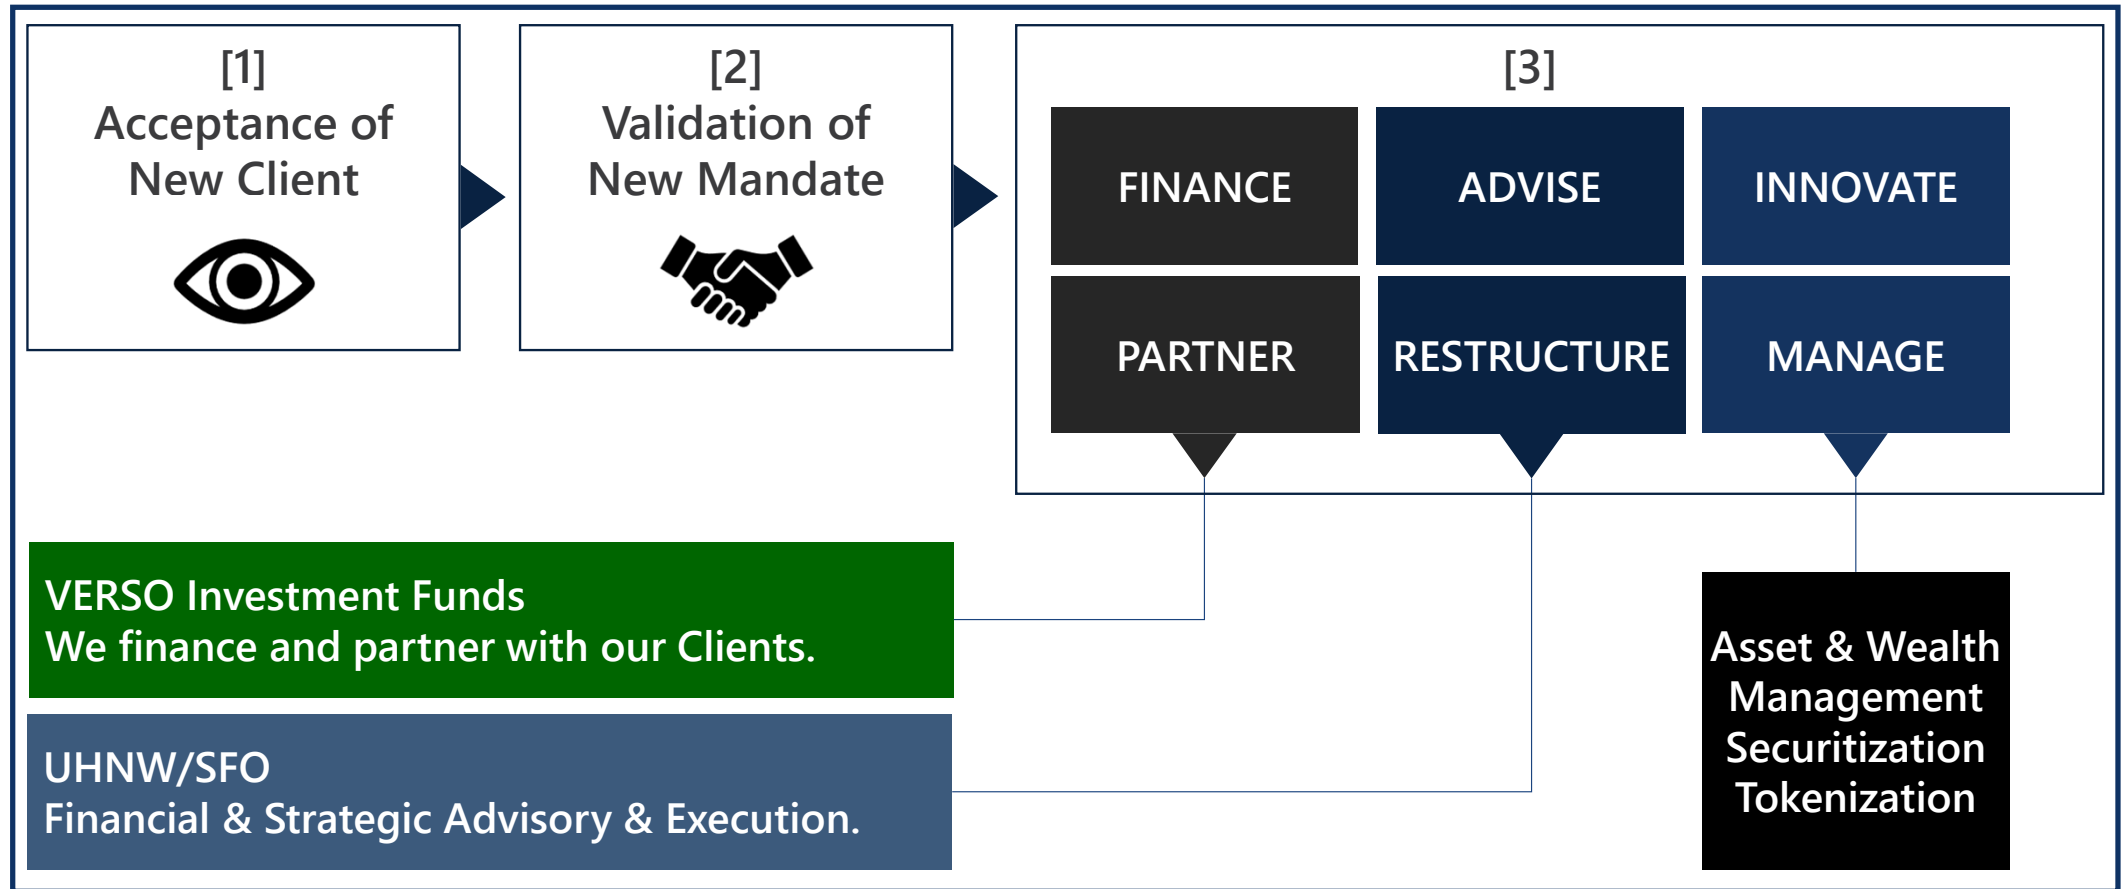 [1]
Acceptance of
New Client
[2]
Validation of
New Mandate
[3]
FINANCE
ADVISE
INNOVATE
PARTNER
RESTRUCTURE
MANAGE
VERSO Investment Funds
We finance and partner with our Clients.
UHNW/SFO
Financial & Strategic Advisory & Execution.
Asset & Wealth
Management
Securitization
Tokenization